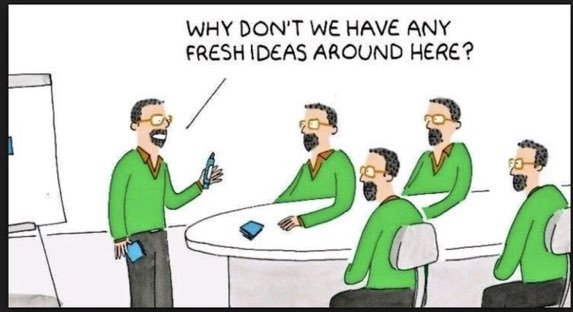 WHY DON'T WE HAVE ANY
FRESH IDEAS AROUND HERE?